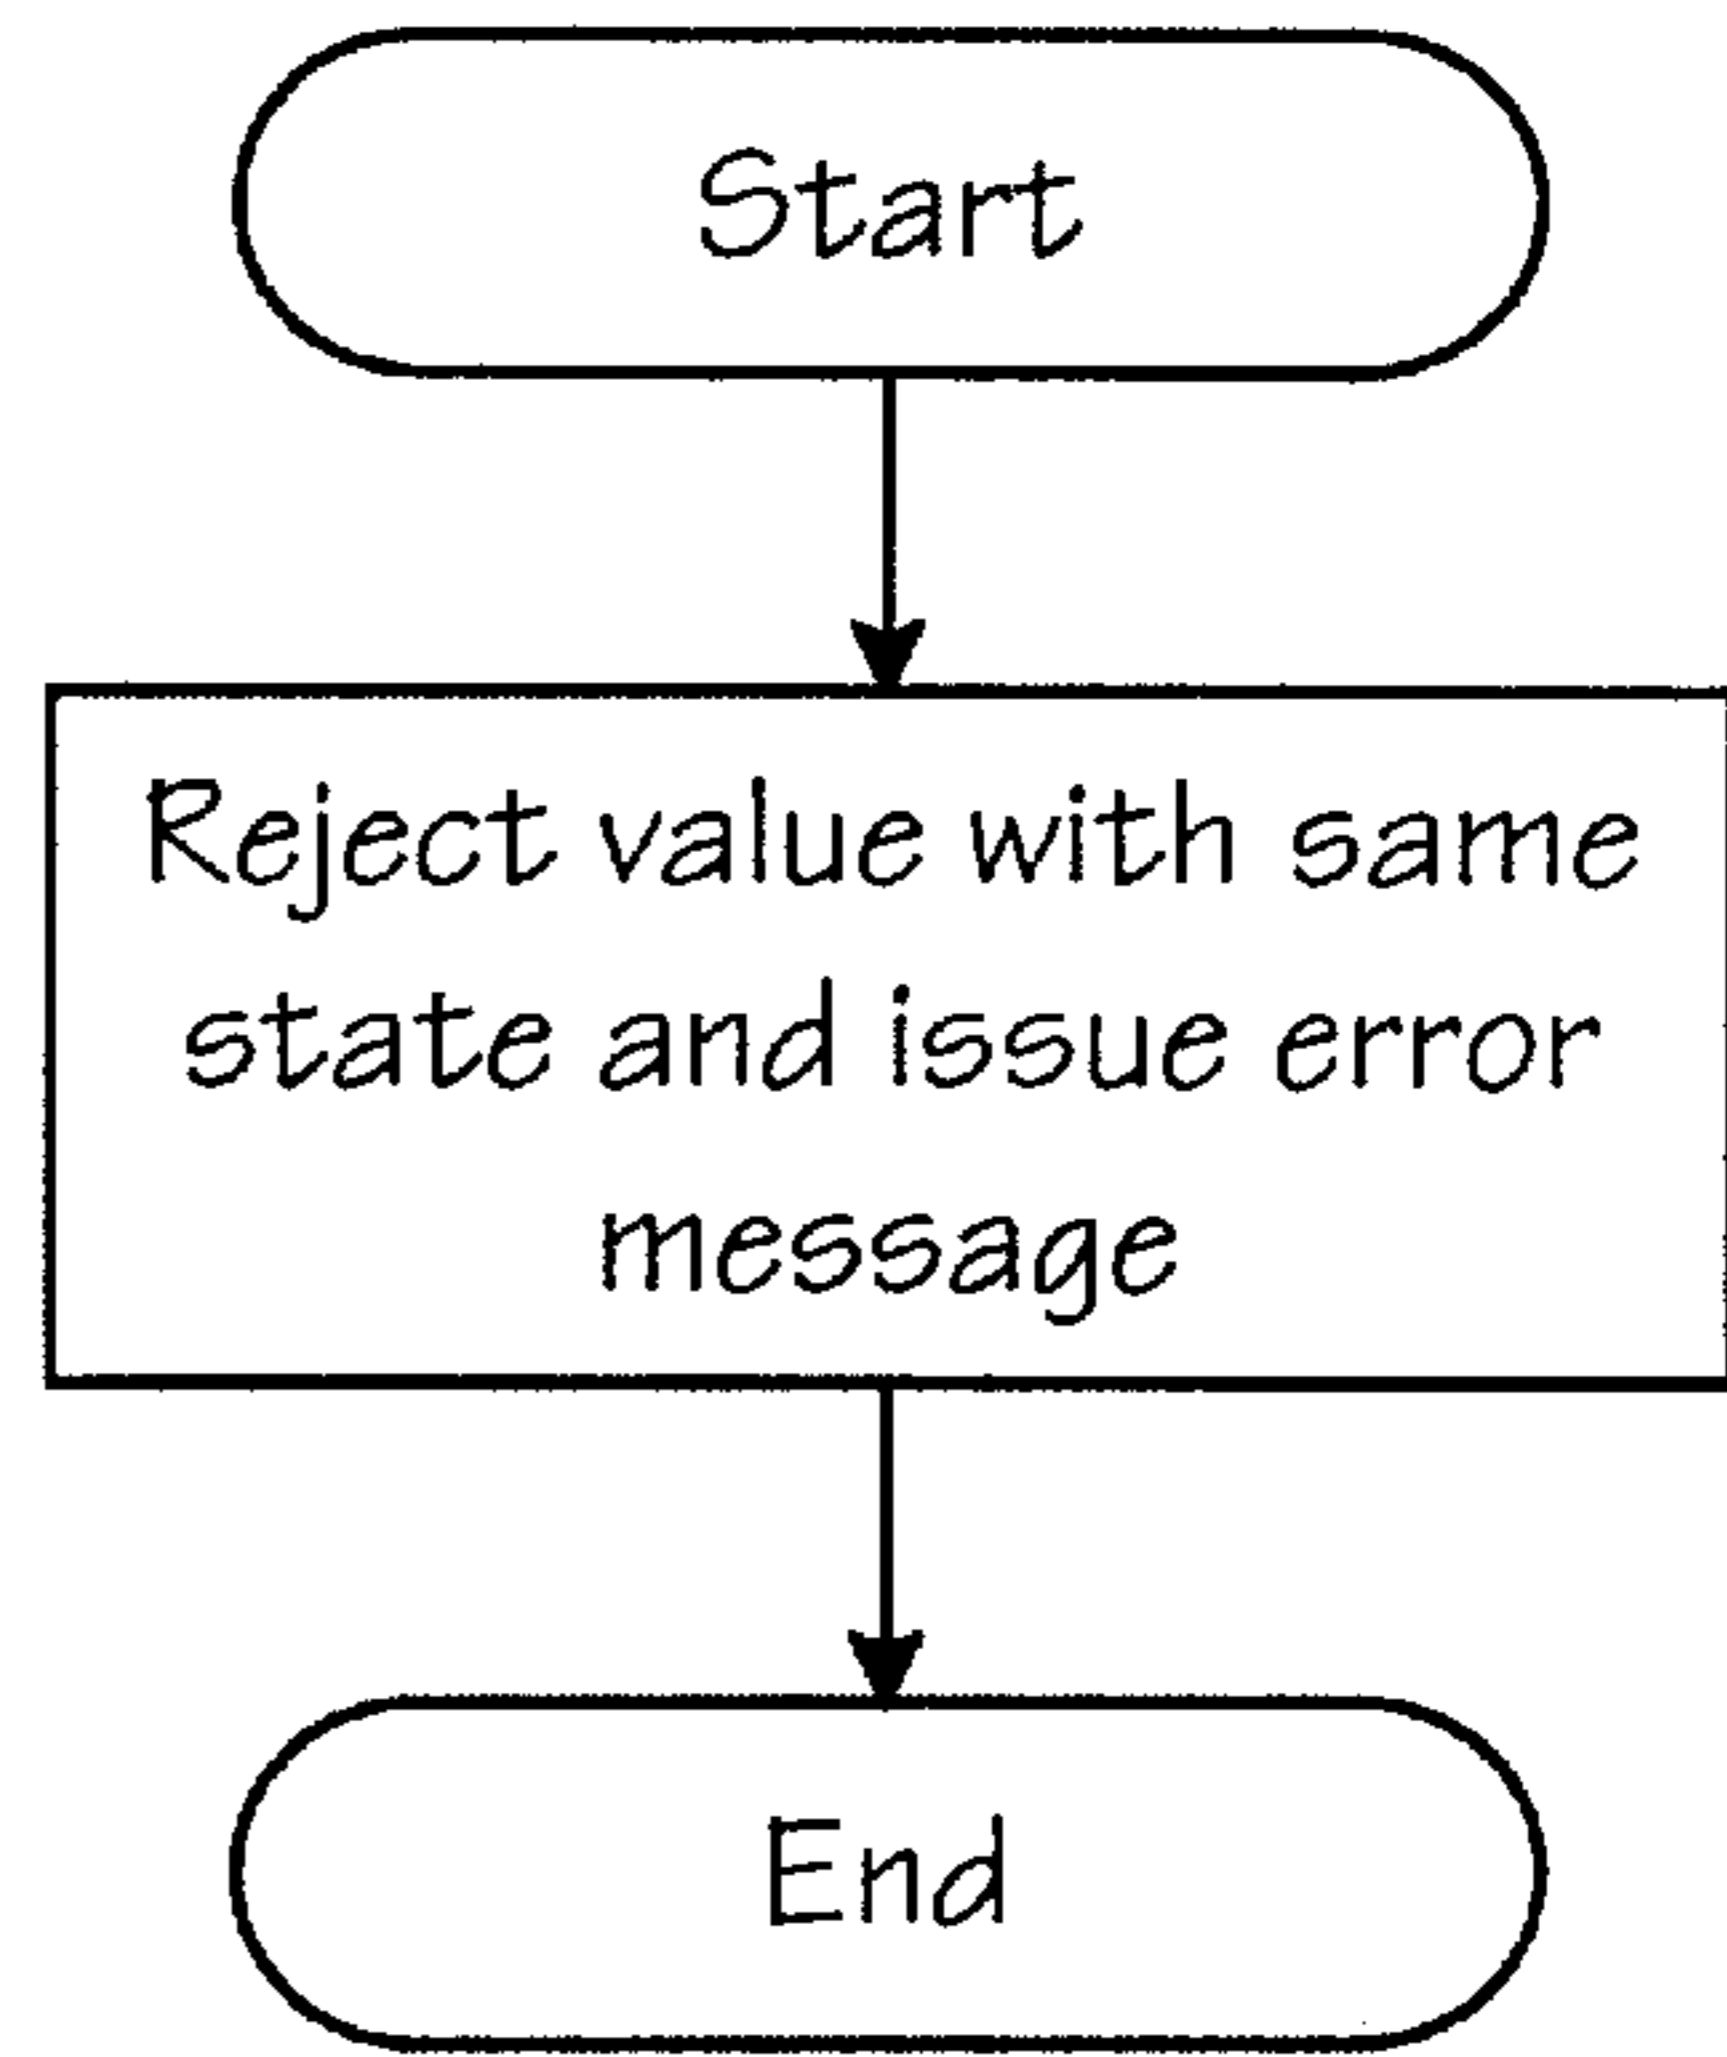 Start
Reject value with same
state and issue error
message
End